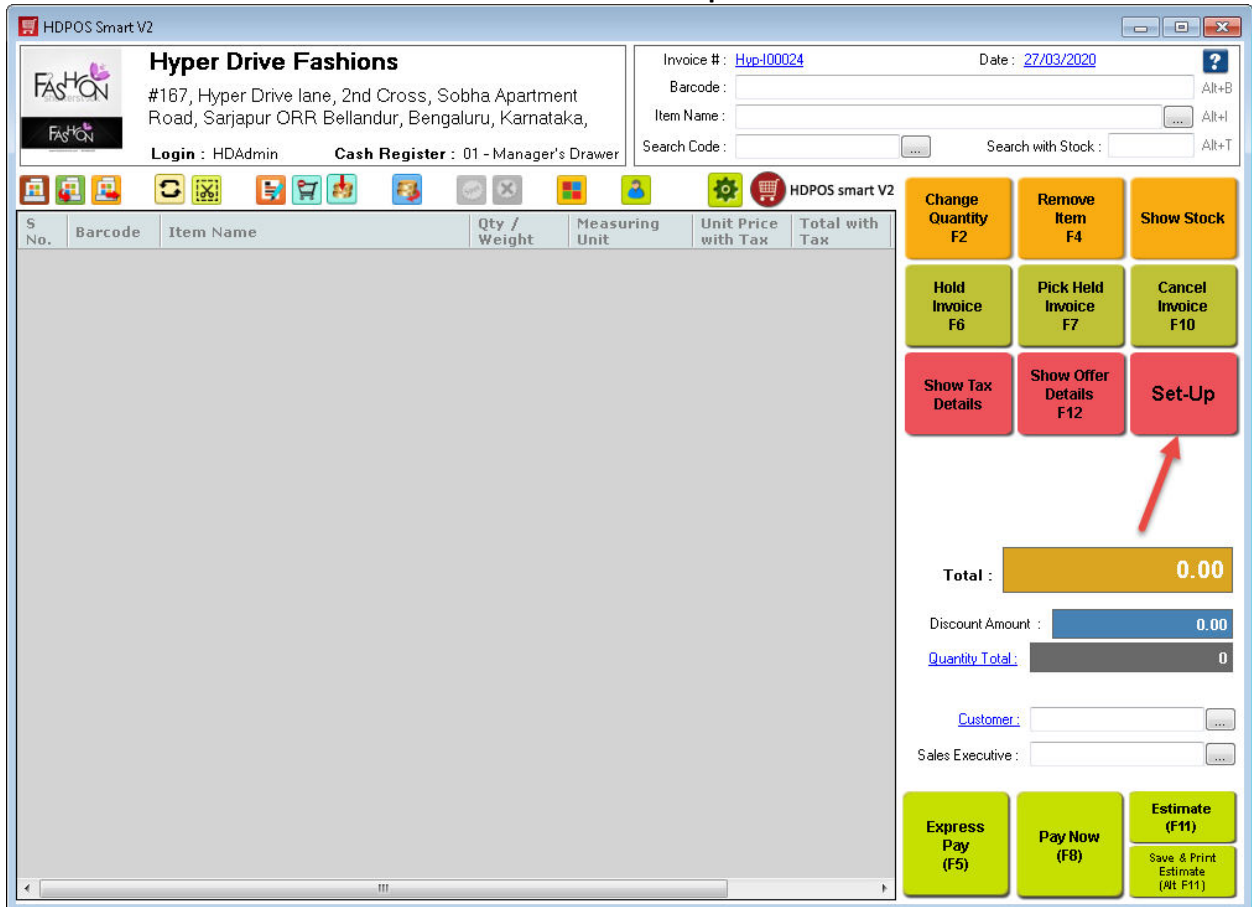 HDPOS Smart V2
FASHION
FASHION
Hyper Drive Fashions
#167, Hyper Drive lane, 2nd Cross, Sobha Apartment
Road, Sarjapur ORR Bellandur, Bengaluru, Karnataka,
Login : HDAdmin Cash Register : 01 - Manager's Drawer
Invoice # : Hyp-I00024 Date : 27/03/2020 ?
Barcode : Alt+B
Item Name : ... Alt+I
Search Code : ... Search with Stock : Alt+T
HDPOS smart V2
S No. Barcode Item Name Qty / Weight Measuring Unit Unit Price with Tax Total with Tax
Change
Quantity
F2
Remove
Item
F4
Show Stock
Hold
Invoice
F6
Pick Held
Invoice
F7
Cancel
Invoice
F10
Show Tax
Details
Show Offer
Details
F12
Set-Up
Total : 0.00
Discount Amount : 0.00
Quantity Total : 0
Customer : ...
Sales Executive : ...
Express
Pay
(F5)
Pay Now
(F8)
Estimate
(F11)
Save & Print
Estimate
(Alt F11)